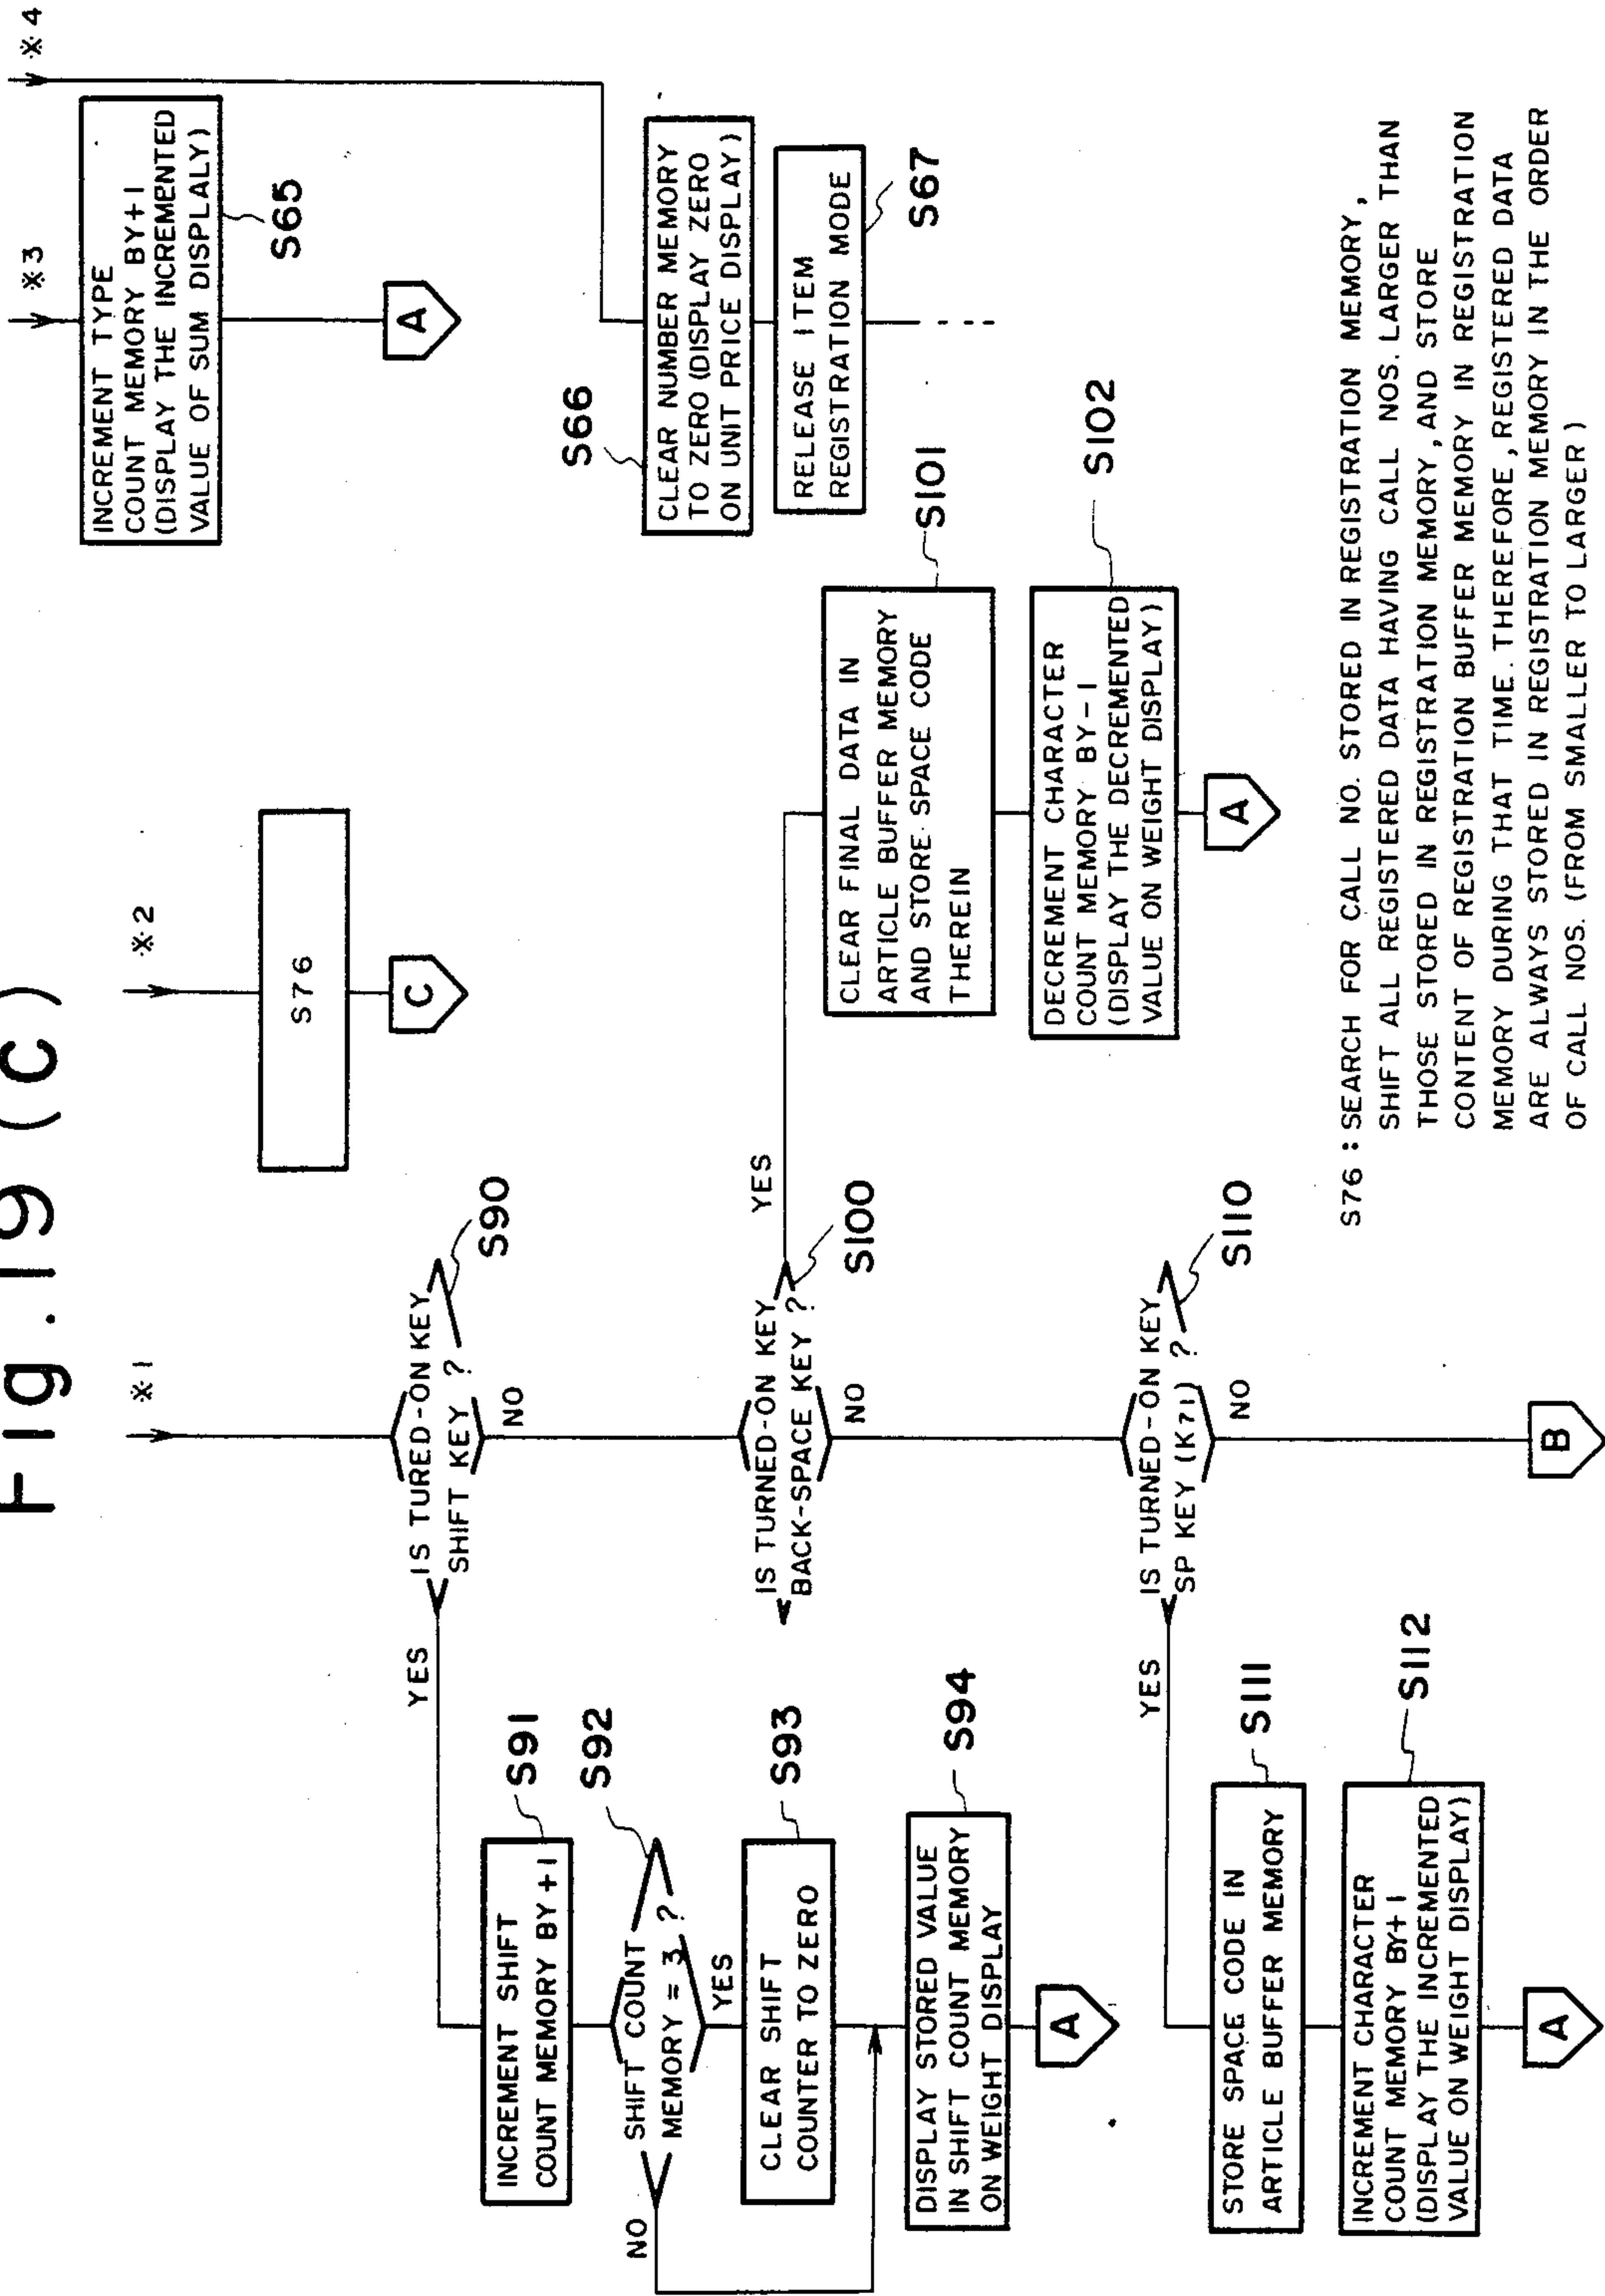 Fig. 19 (C)
※1
IS TURED-ON KEY
SHIFT KEY ?
S90
YES
NO
INCREMENT SHIFT
COUNT MEMORY BY +1
S91
SHIFT COUNT
MEMORY = 3 ?
S92
NO
YES
CLEAR SHIFT
COUNTER TO ZERO
S93
DISPLAY STORED VALUE
IN SHIFT COUNT MEMORY
ON WEIGHT DISPLAY
S94
A
IS TURNED-ON KEY
BACK-SPACE KEY ?
S100
YES
NO
CLEAR FINAL DATA IN
ARTICLE BUFFER MEMORY
AND STORE SPACE CODE
THEREIN
S101
DECREMENT CHARACTER
COUNT MEMORY BY -1
(DISPLAY THE DECREMENTED
VALUE ON WEIGHT DISPLAY)
S102
A
IS TURNED-ON KEY
SP KEY (K71) ?
S110
YES
NO
STORE SPACE CODE IN
ARTICLE BUFFER MEMORY
S111
INCREMENT CHARACTER
COUNT MEMORY BY+1
(DISPLAY THE INCREMENTED
VALUE ON WEIGHT DISPLAY)
S112
A
B
※2
S76
C
※3
INCREMENT TYPE
COUNT MEMORY BY+1
(DISPLAY THE INCREMENTED
VALUE OF SUM DISPLALY)
S65
A
※4
S66
CLEAR NUMBER MEMORY
TO ZERO (DISPLAY ZERO
ON UNIT PRICE DISPLAY)
RELEASE ITEM
REGISTRATION MODE
S67
S76 : SEARCH FOR CALL NO. STORED IN REGISTRATION MEMORY,
SHIFT ALL REGISTERED DATA HAVING CALL NOS. LARGER THAN
THOSE STORED IN REGISTRATION MEMORY, AND STORE
CONTENT OF REGISTRATION BUFFER MEMORY IN REGISTRATION
MEMORY DURING THAT TIME. THEREFORE, REGISTERED DATA
ARE ALWAYS STORED IN REGISTRATION MEMORY IN THE ORDER
OF CALL NOS. (FROM SMALLER TO LARGER )